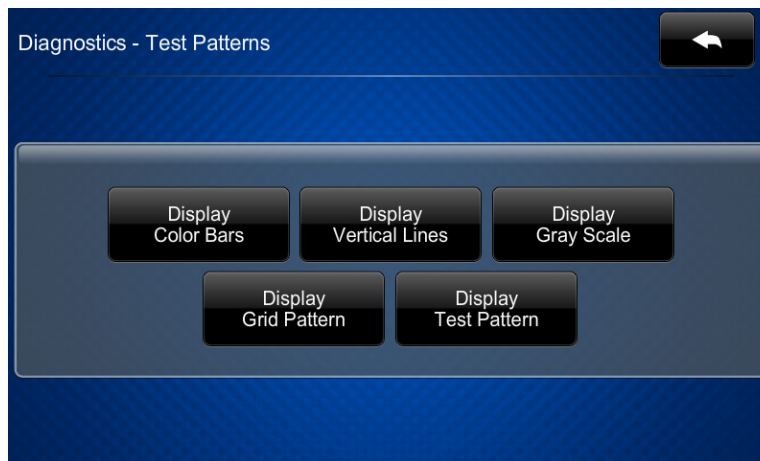 Diagnostics - Test Patterns
Display
Color Bars
Display
Vertical Lines
Display
Gray Scale
Display
Grid Pattern
Display
Test Pattern